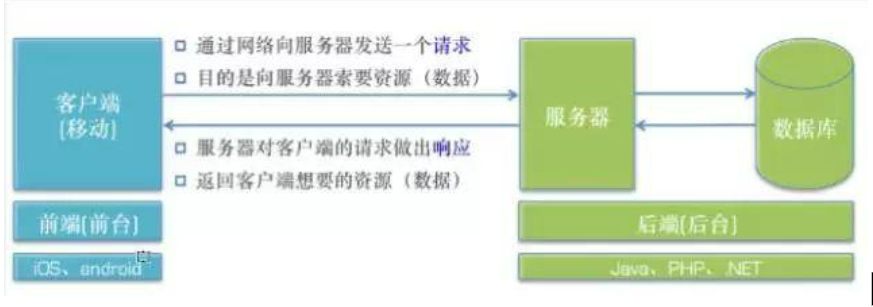 通过网络向服务器发送一个请求
目的是向服务器索要资源（数据）
客户端
[移动]
服务器
数据库
服务器对客户端的请求做出响应
返回客户端想要的资源（数据）
前端[前台]
后端[后台]
iOS、android
Java、PHP、.NET